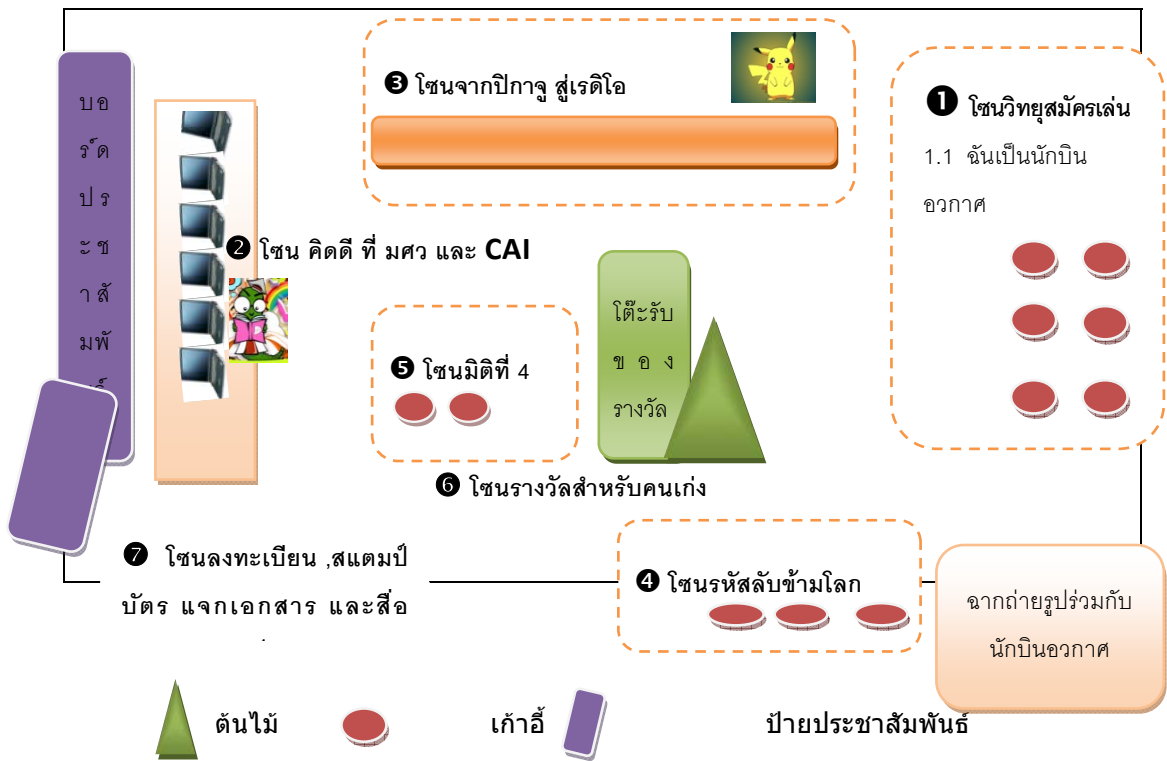 ❸ โซนจากปิกาจู สู่เรดิโอ
❶ โซนวิทยุสมัครเล่น
1.1 ฉันเป็นนักบิน
อวกาศ
บอ
ร์ด
ปร
ะช
าสั
มพั
❷ โซน คิดดี ที่ มศว และ CAI
โต๊ะรับ
ของ
รางวัล
❺ โซนมิติที่ 4
❻ โซนรางวัลสำหรับคนเก่ง
❼ โซนลงทะเบียน ,สแตมป์
บัตร แจกเอกสาร และสื่อ
❹ โซนรหัสลับข้ามโลก
ฉากถ่ายรูปร่วมกับ
นักบินอวกาศ
ต้นไม้ เก้าอี้ ป้ายประชาสัมพันธ์